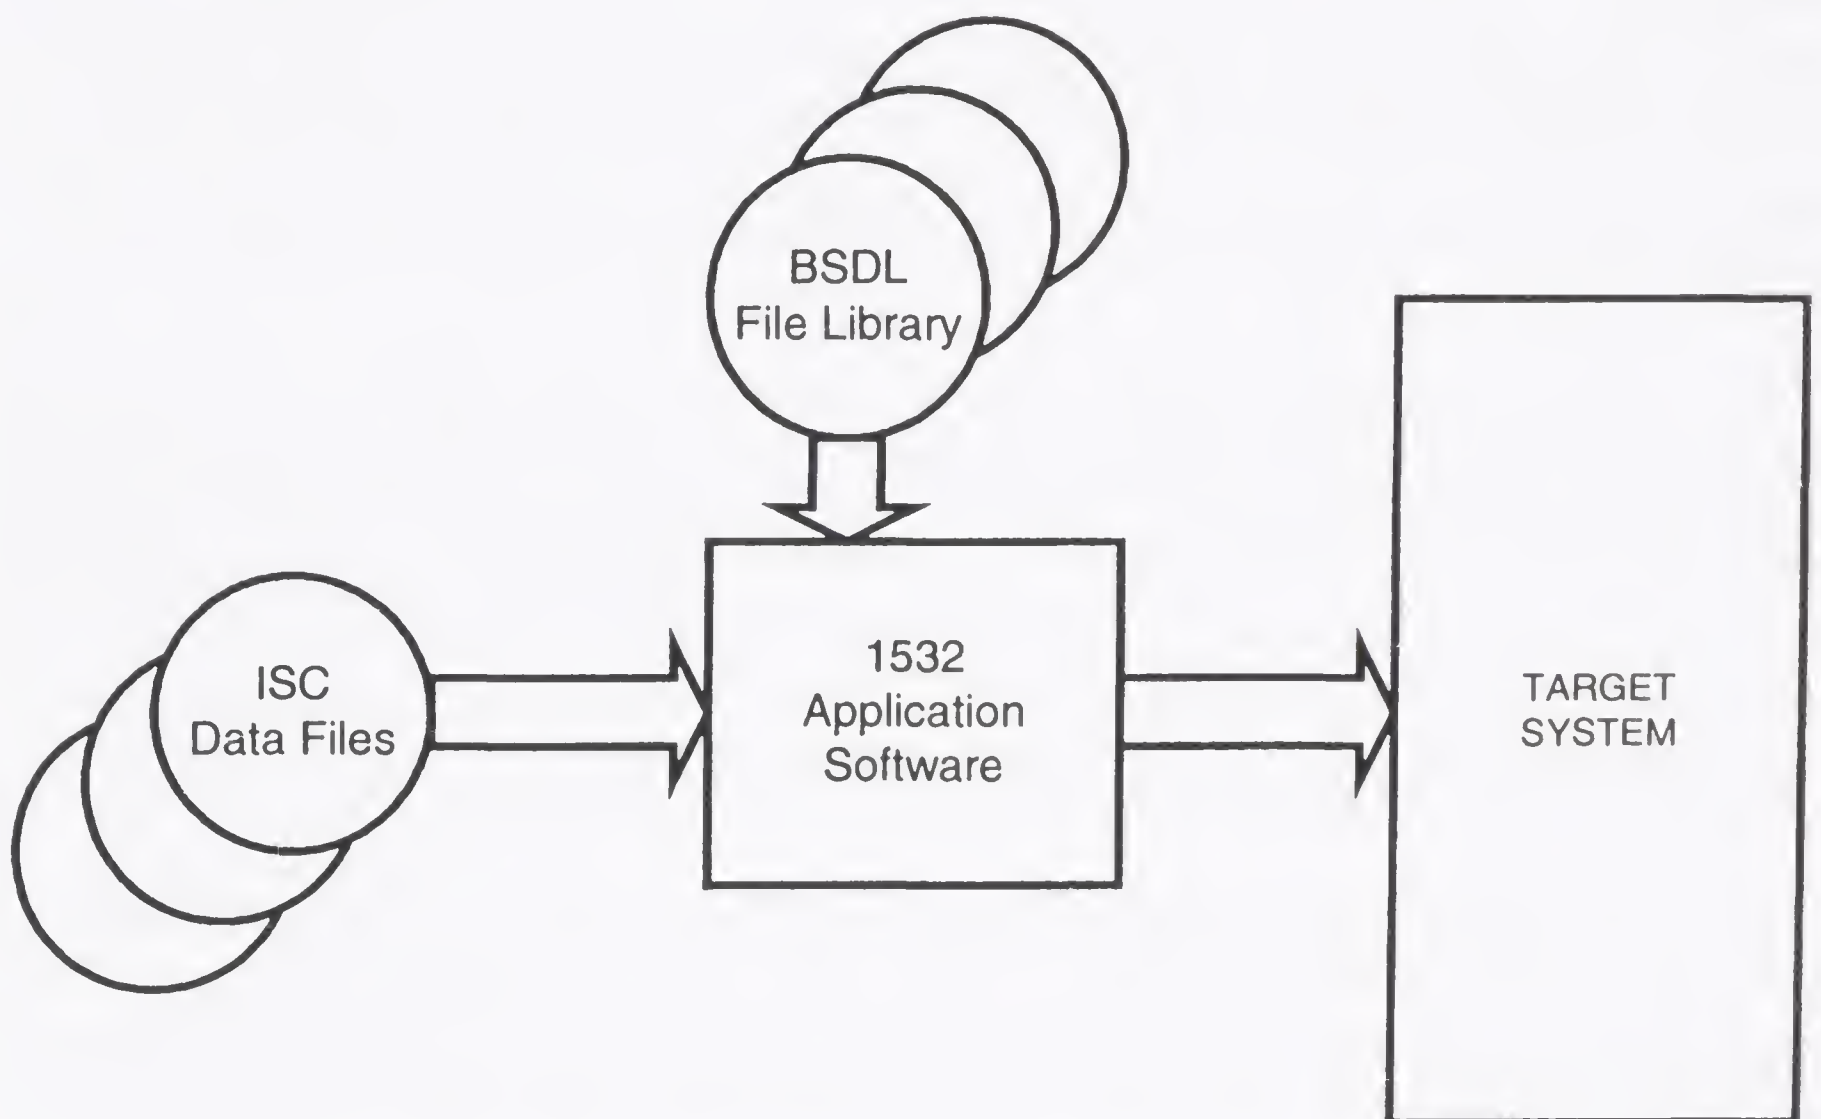 BSDL
File Library
ISC
Data Files
1532
Application
Software
TARGET
SYSTEM